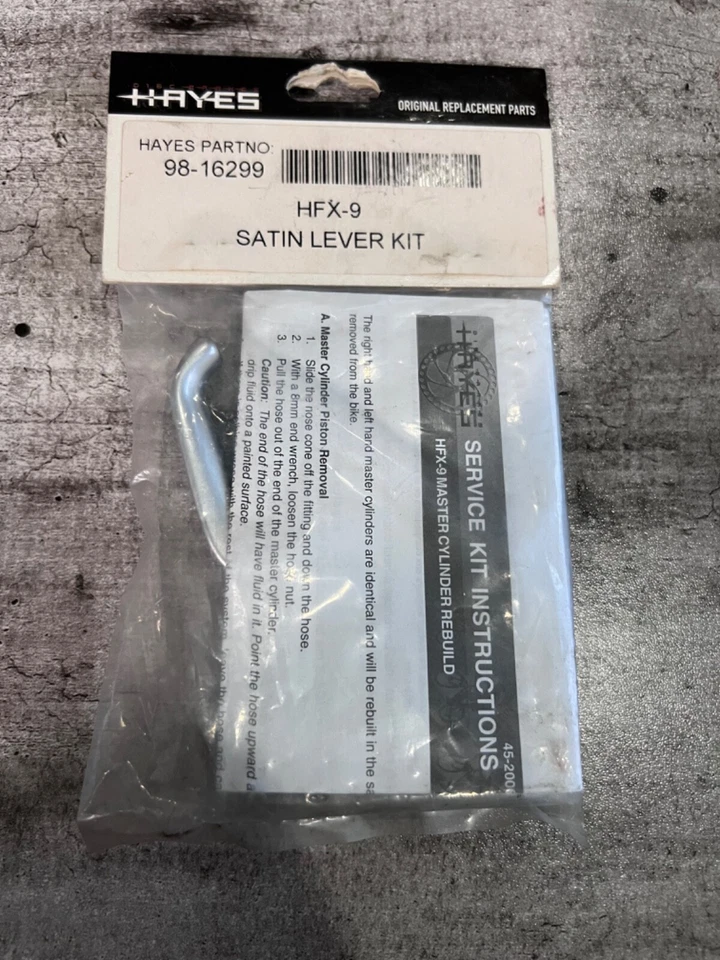 HAYES
ORIGINAL REPLACEMENT PARTS
HAYES PARTNO:
98-16299
HFX-9
SATIN LEVER KIT
HAYES
SERVICE KIT INSTRUCTIONS
HFX-9 MASTER CYLINDER REBUILD
45-200
The right hand and left hand master cylinders are identical and will be rebuilt in the sa
removed from the bike.
A. Master Cylinder Piston Removal
1. Slide the nose cone off the fitting and down the hose.
2. With a 8mm end wrench, loosen the hose nut.
3. Pull the hose out of the end of the master cylinder.
Caution: The end of the hose will have fluid in it. Point the hose upward a
drip fluid onto a painted surface.